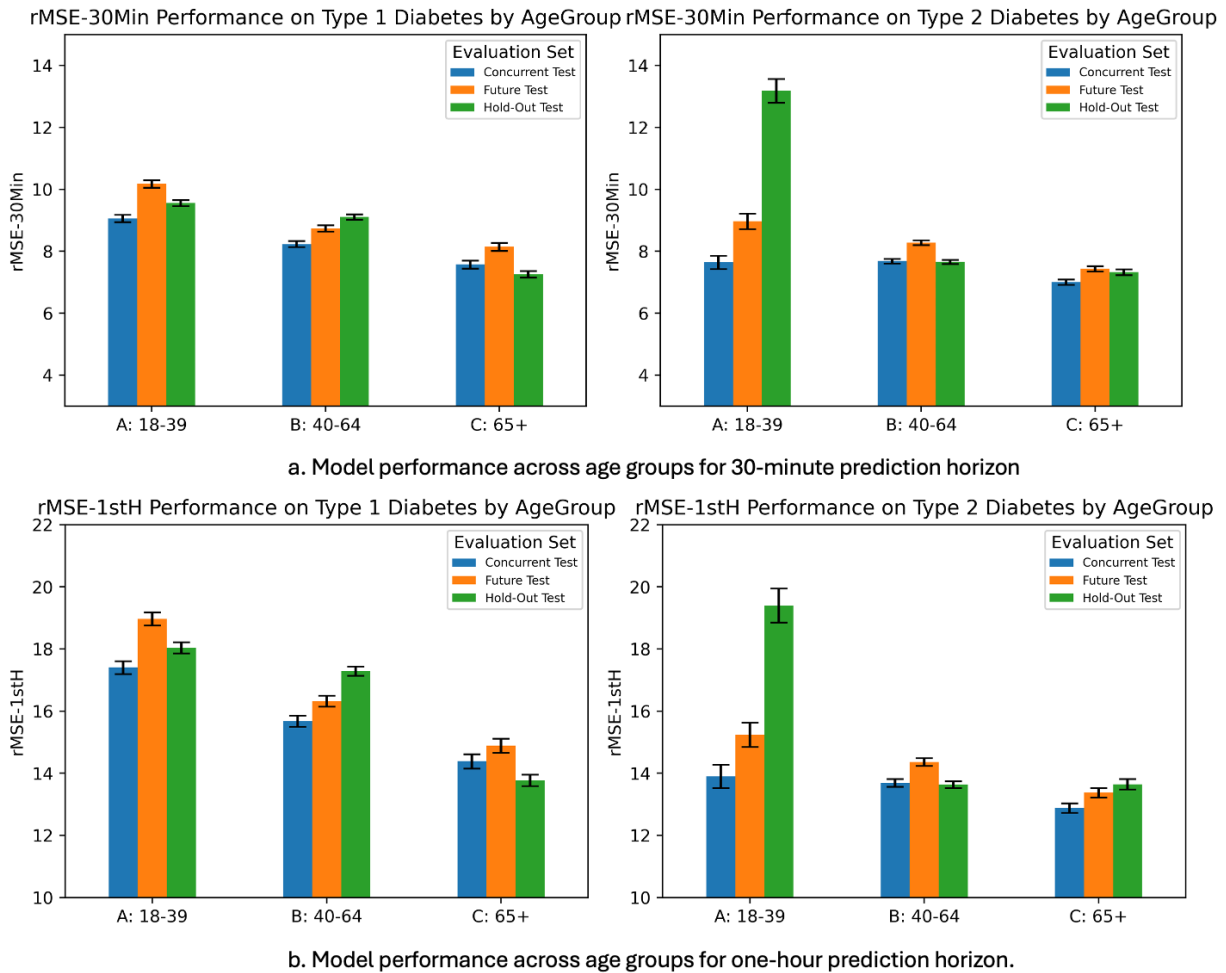 rMSE-30Min Performance on Type 1 Diabetes by AgeGroup
Evaluation Set
Concurrent Test
Future Test
Hold-Out Test
rMSE-30Min
14
12
10
8
6
4
A: 18-39
B: 40-64
C: 65+
rMSE-30Min Performance on Type 2 Diabetes by AgeGroup
Evaluation Set
Concurrent Test
Future Test
Hold-Out Test
rMSE-30Min
14
12
10
8
6
4
A: 18-39
B: 40-64
C: 65+
a. Model performance across age groups for 30-minute prediction horizon
rMSE-1stH Performance on Type 1 Diabetes by AgeGroup
Evaluation Set
Concurrent Test
Future Test
Hold-Out Test
rMSE-1stH
22
20
18
16
14
12
10
A: 18-39
B: 40-64
C: 65+
rMSE-1stH Performance on Type 2 Diabetes by AgeGroup
Evaluation Set
Concurrent Test
Future Test
Hold-Out Test
rMSE-1stH
22
20
18
16
14
12
10
A: 18-39
B: 40-64
C: 65+
b. Model performance across age groups for one-hour prediction horizon.